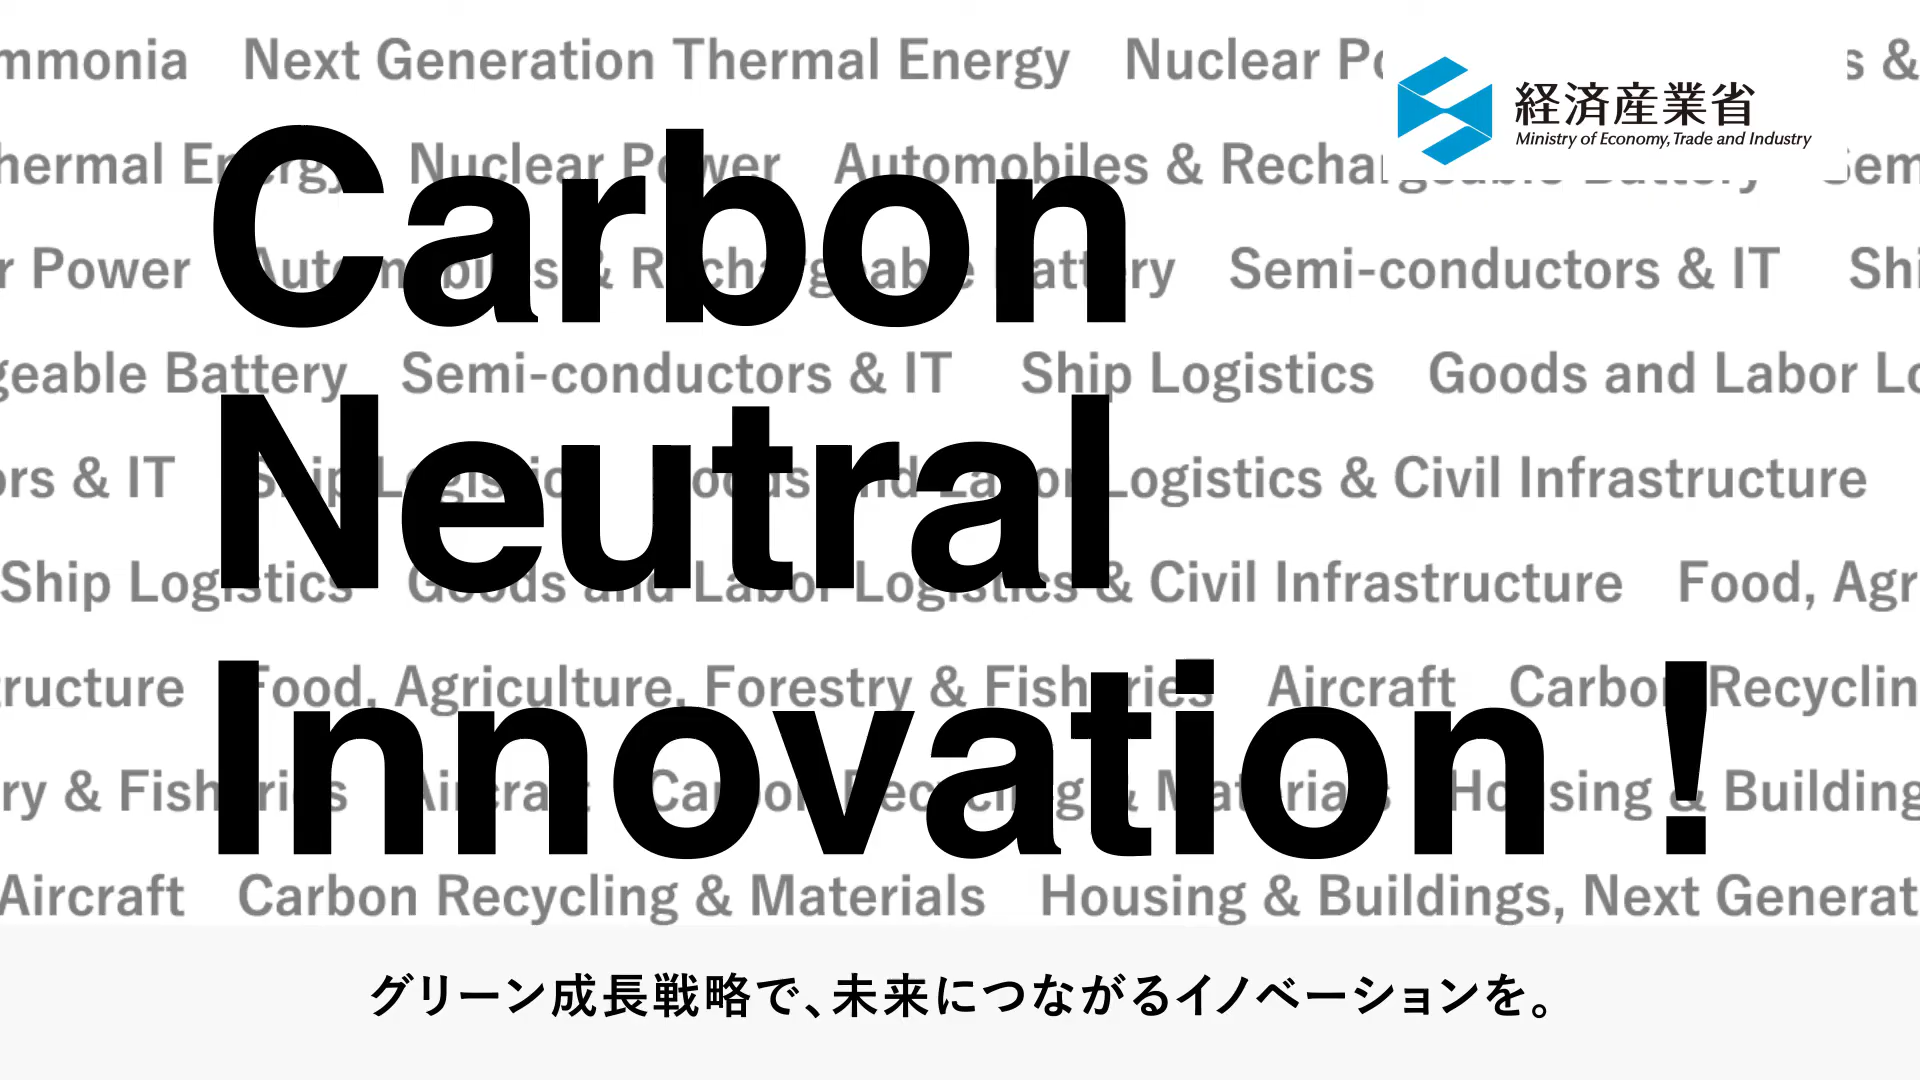 mmonia Next Generation Thermal Energy Nuclear s &
経済産業省
Ministry of Economy, Trade and Industry
hermal Energy Nuclear Power Automobiles & Rechargeable Battery
Carbon
r Power Automobiles & Rechargeable Battery Semi-conductors & IT Shi
geable Battery Semi-conductors & IT Ship Logistics Goods and Labor Lo
Neutral
ors & IT Ship Logistics Goods and Labor Logistics & Civil Infrastructure
Ship Logistics Goods and Labor Logistics & Civil Infrastructure Food, Agr
ructure Food, Agriculture, Forestry & Fisheries Aircraft Carbon Recyclin
Innovation !
ry & Fisheries Aircraft Carbon Recycling & Materials Housing & Building
Aircraft Carbon Recycling & Materials Housing & Buildings, Next Generat
グリーン成長戦略で、未来につながるイノベーションを。